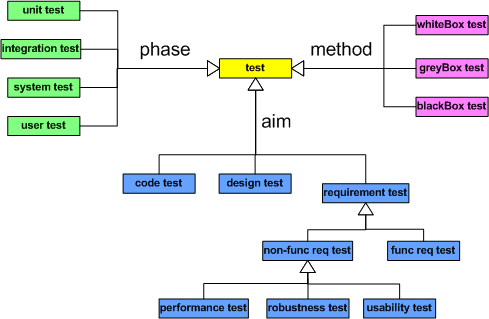 unit test
integration test
system test
user test
phase
test
method
whiteBox test
greyBox test
blackBox test
aim
code test
design test
requirement test
non-func req test
func req test
performance test
robustness test
usability test